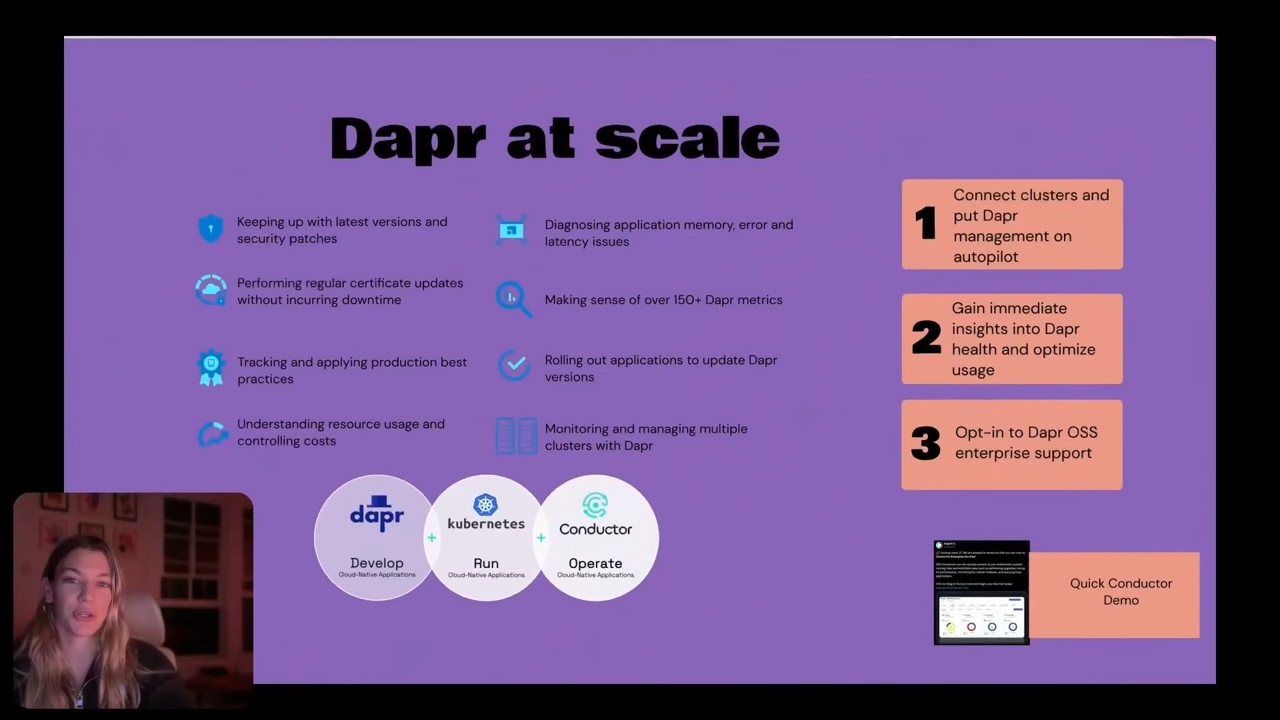 Dapr at scale
Keeping up with latest versions and
security patches
Performing regular certificate updates
without incurring downtime
Tracking and applying production best
practices
Understanding resource usage and
controlling costs
Diagnosing application memory, error and
latency issues
Making sense of over 150+ Dapr metrics
Rolling out applications to update Dapr
versions
Monitoring and managing multiple
clusters with Dapr
dapr
Develop
Cloud-Native Applications
+
kubernetes
Run
Cloud-Native Applications
+
Conductor
Operate
Cloud-Native Applications
1
Connect clusters and
put Dapr
management on
autopilot
2
Gain immediate
insights into Dapr
health and optimize
usage
3
Opt-in to Dapr OSS
enterprise support
Quick Conductor
Demo